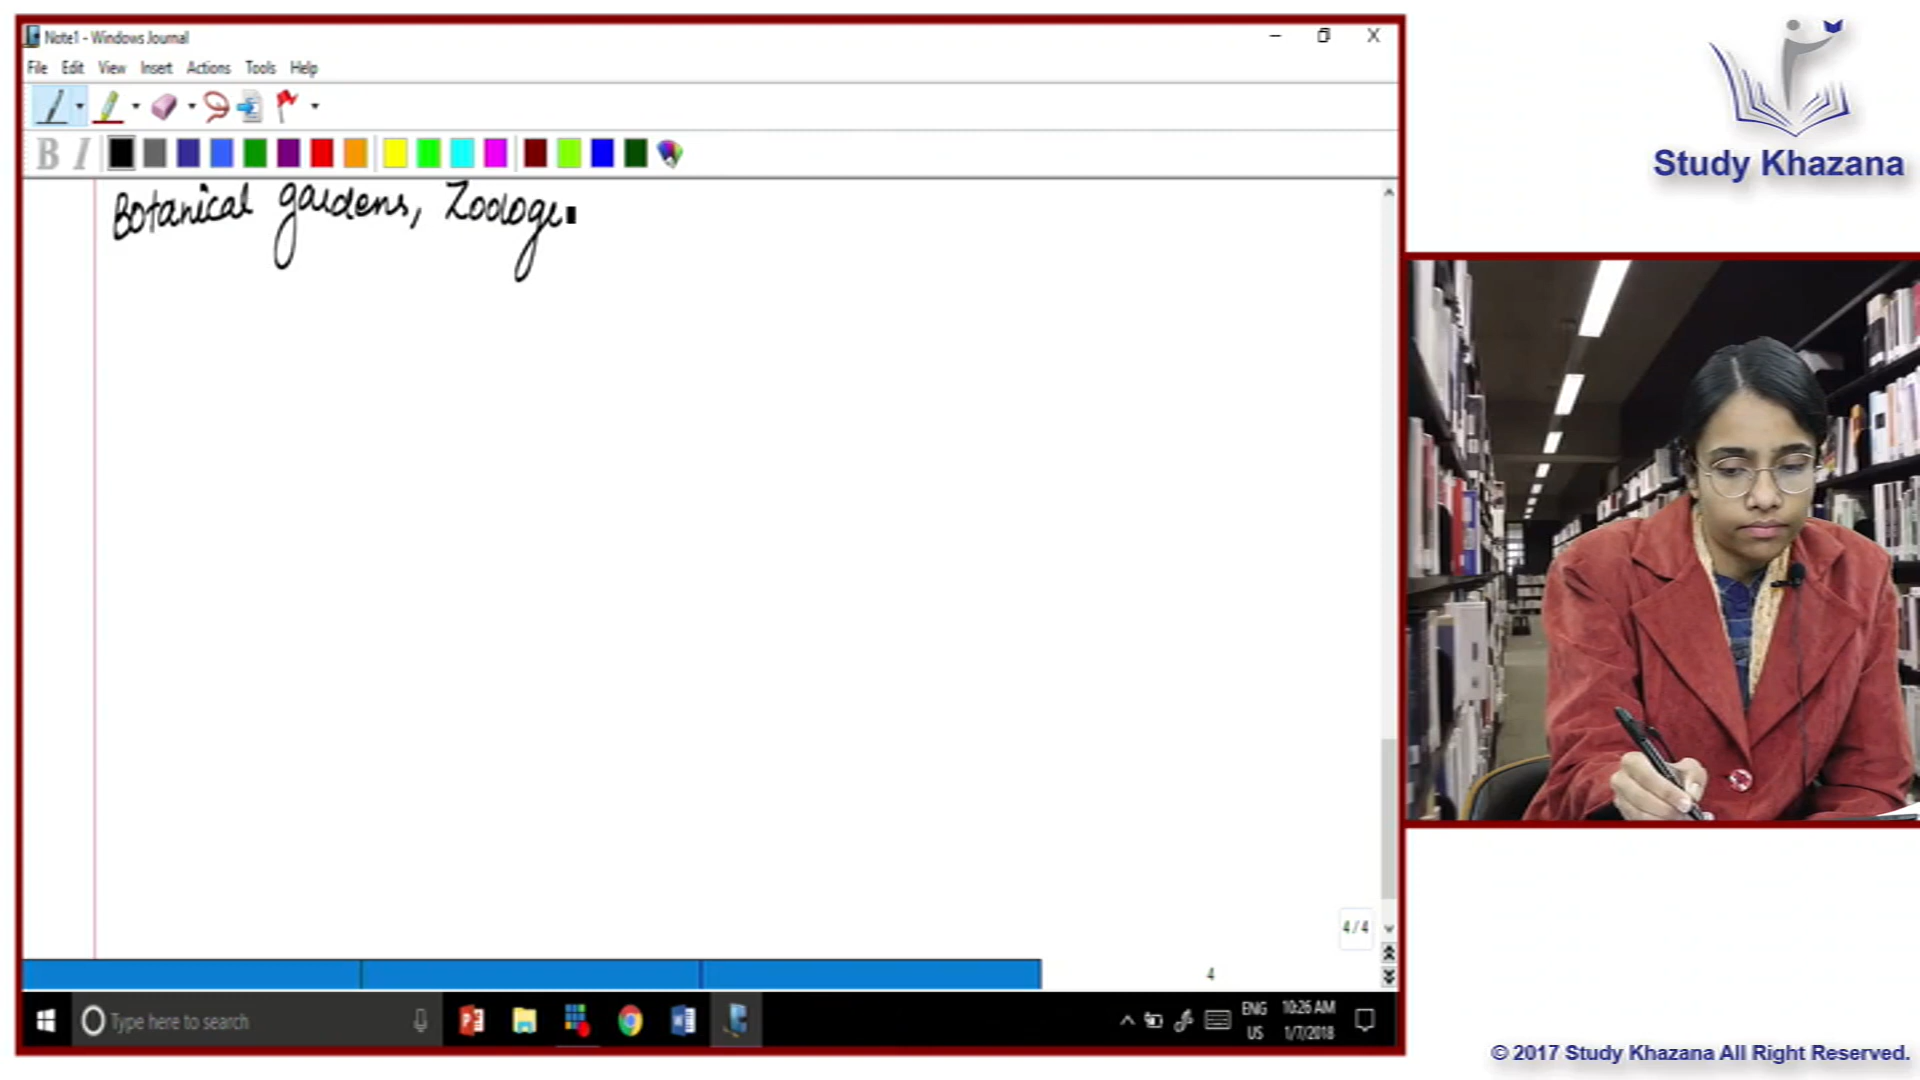 Note1 - Windows Journal
File Edit View Insert Actions Tools Help
B I
Botanical gardens, Zoologi
4 / 4
4
Type here to search
ENG
US
10:26 AM
1/7/2018
Study Khazana
© 2017 Study Khazana All Right Reserved.